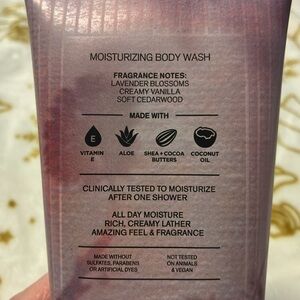 MOISTURIZING BODY WASH
FRAGRANCE NOTES:
LAVENDER BLOSSOMS
CREAMY VANILLA
SOFT CEDARWOOD
MADE WITH
E
VITAMIN
E
ALOE
SHEA + COCOA
BUTTERS
COCONUT
OIL
CLINICALLY TESTED TO MOISTURIZE
AFTER ONE SHOWER
ALL DAY MOISTURE
RICH, CREAMY LATHER
AMAZING FEEL & FRAGRANCE
MADE WITHOUT
SULFATES, PARABENS
OR ARTIFICIAL DYES
NOT TESTED
ON ANIMALS
& VEGAN